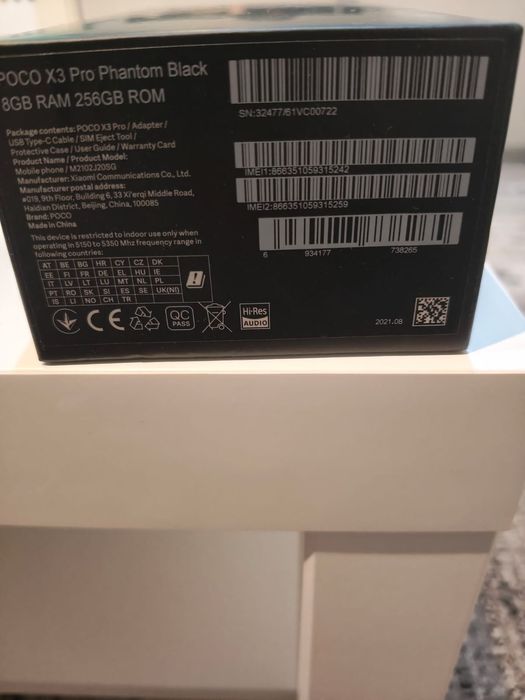 POCO X3 Pro Phantom Black
8GB RAM 256GB ROM
Package contents: POCO X3 Pro / Adapter /
USB Type-C Cable / SIM Eject Tool /
Protective Case / User Guide / Warranty Card
Product Name / Product Model:
Mobile phone / M2102J20SG
Manufacturer: Xiaomi Communications Co., Ltd.
Manufacturer postal address:
#019, 9th Floor, Building 6, 33 Xi'erqi Middle Road,
Haidian District, Beijing, China, 100085
Brand: POCO
Made in China
This device is restricted to indoor use only when
operating in 5150 to 5350 Mhz frequency range in
following countries:
AT BE BG HR CY CZ DK
EE FI FR DE EL HU IE
IT LV LT LU MT NL PL
PT RO SK SI ES SE UK(NI)
IS LI NO CH TR
CE
QC
PASS
Hi-Res
AUDIO
SN:32477/61VC00722
IMEI1:866351059315242
IMEI2:866351059315259
6 934177 738265
2021.08